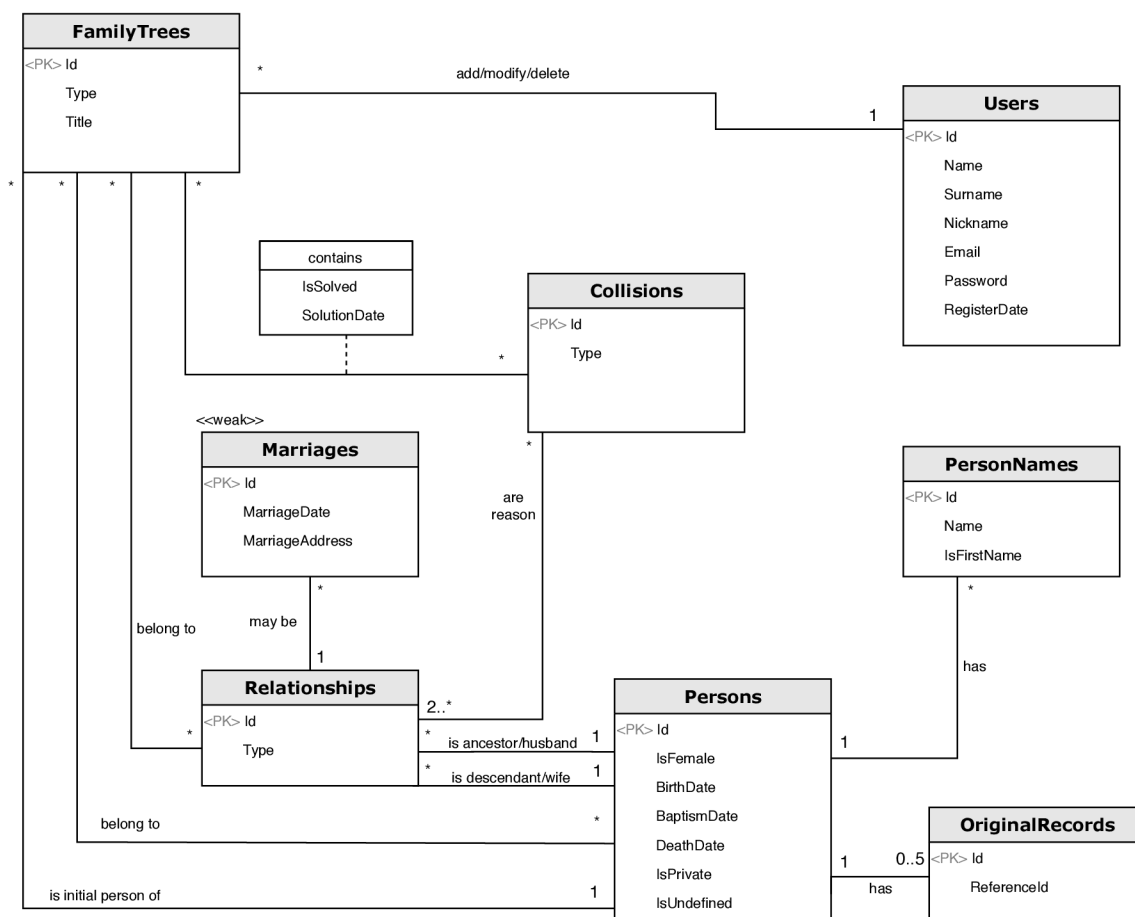 FamilyTrees
<PK> Id
Type
Title
*
add/modify/delete
1
Users
<PK> Id
Name
Surname
Nickname
Email
Password
RegisterDate
*
*
*
*
contains
IsSolved
SolutionDate
*
Collisions
<PK> Id
Type
*
<<weak>>
Marriages
<PK> Id
MarriageDate
MarriageAddress
*
are
reason
PersonNames
<PK> Id
Name
IsFirstName
*
belong to
may be
1
has
Relationships
<PK> Id
Type
*
2..*
*
is ancestor/husband
1
*
is descendant/wife
1
Persons
<PK> Id
IsFemale
BirthDate
BaptismDate
DeathDate
IsPrivate
IsUndefined
1
belong to
*
OriginalRecords
<PK> Id
ReferenceId
1
0..5
has
is initial person of
1